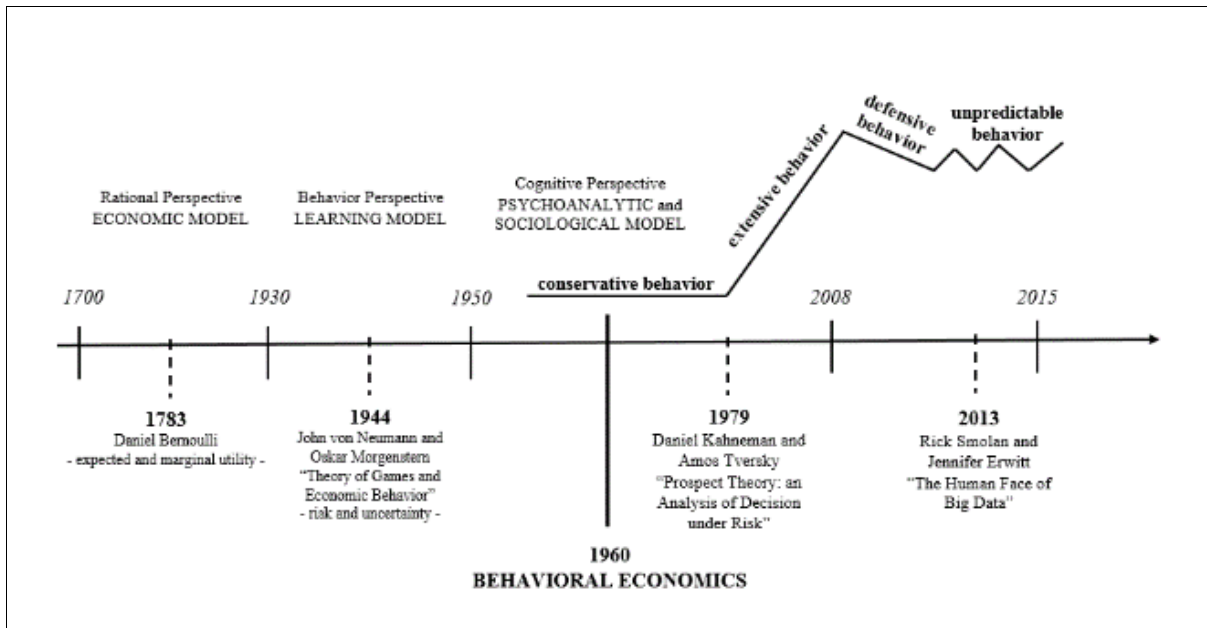 defensive
behavior
unpredictable
behavior
extensive behavior
Rational Perspective
ECONOMIC MODEL
Behavior Perspective
LEARNING MODEL
Cognitive Perspective
PSYCHOANALYTIC and
SOCIOLOGICAL MODEL
conservative behavior
1700
1930
1950
2008
2015
1783
Daniel Bernoulli
- expected and marginal utility -
1944
John von Neumann and
Oskar Morgenstern
“Theory of Games and
Economic Behavior”
- risk and uncertainty -
1979
Daniel Kahneman and
Amos Tversky
“Prospect Theory: an
Analysis of Decision
under Risk”
2013
Rick Smolan and
Jennifer Erwitt
“The Human Face of
Big Data”
1960
BEHAVIORAL ECONOMICS